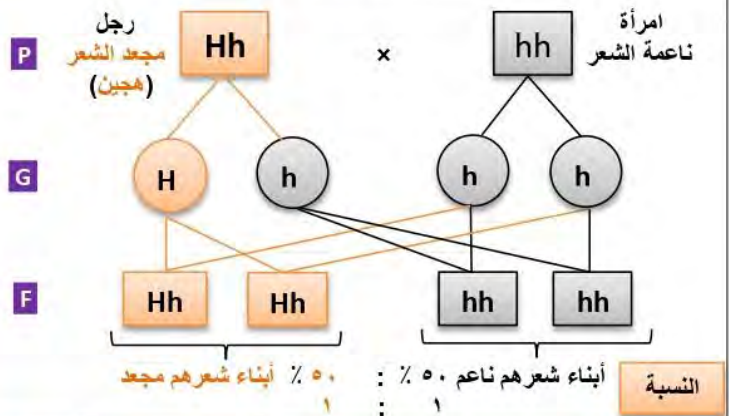 امرأة
ناعمة الشعر
hh
×
Hh
رجل
مجعد الشعر
(هجين)
P
G
H
h
h
h
F
Hh
Hh
hh
hh
النسبة
أبناء شعرهم ناعم ٥٠ ٪ : ٥٠ ٪ أبناء شعرهم مجعد
١ : ١